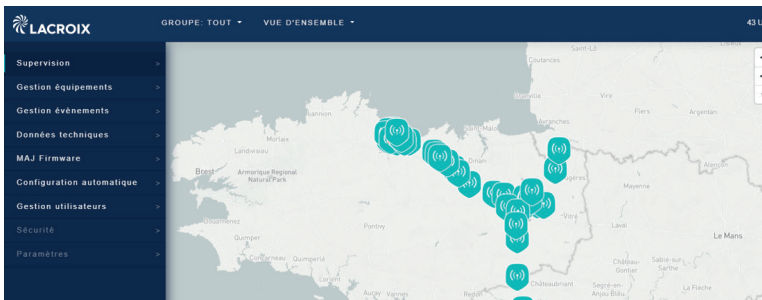 LACROIX
GROUPE: TOUT
VUE D'ENSEMBLE
43 U
Supervision >
Gestion équipements >
Gestion évènements >
Données techniques >
MAJ Firmware >
Configuration automatique >
Gestion utilisateurs >
Sécurité >
Paramètres >
Saint-Lô
Coutances
Vire
Flers
Argentan
Avranches
Lannion
Saint-Malo
Morlaix
Landivisiau
Dinan
Alençon
Brest
Armorique Regional
Natural Park
Mayenne
Vitré
Laval
Le Mans
Douarnenez
Pontivy
Quimper
Concarneau
Quimperlé
Lorient
Auray
Vannes
Redon
Châteaubriant
Château-
Gontier
Sablé-sur-
Sarthe
Segré-en-
Anjou Bleu
La Flèche